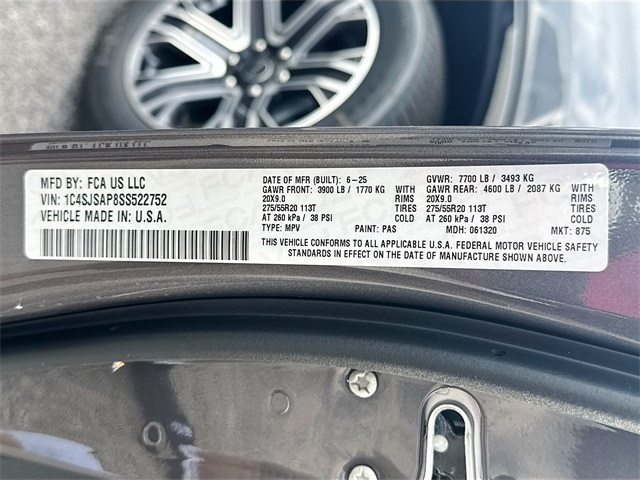 MFD BY: FCA US LLC
VIN: 1C4SJSAP8SS522752
VEHICLE MADE IN U.S.A.
DATE OF MFR (BUILT): 6-25 GVWR: 7700 LB / 3493 KG
GAWR FRONT: 3900 LB / 1770 KG WITH GAWR REAR: 4600 LB / 2087 KG WITH
20X9.0 RIMS 20X9.0 RIMS
275/55R20 113T TIRES 275/55R20 113T TIRES
AT 260 kPa / 38 PSI COLD AT 260 kPa / 38 PSI COLD
TYPE: MPV PAINT: PAS MDH: 061320 MKT: 875
THIS VEHICLE CONFORMS TO ALL APPLICABLE U.S.A. FEDERAL MOTOR VEHICLE SAFETY
STANDARDS IN EFFECT ON THE DATE OF MANUFACTURE SHOWN ABOVE.